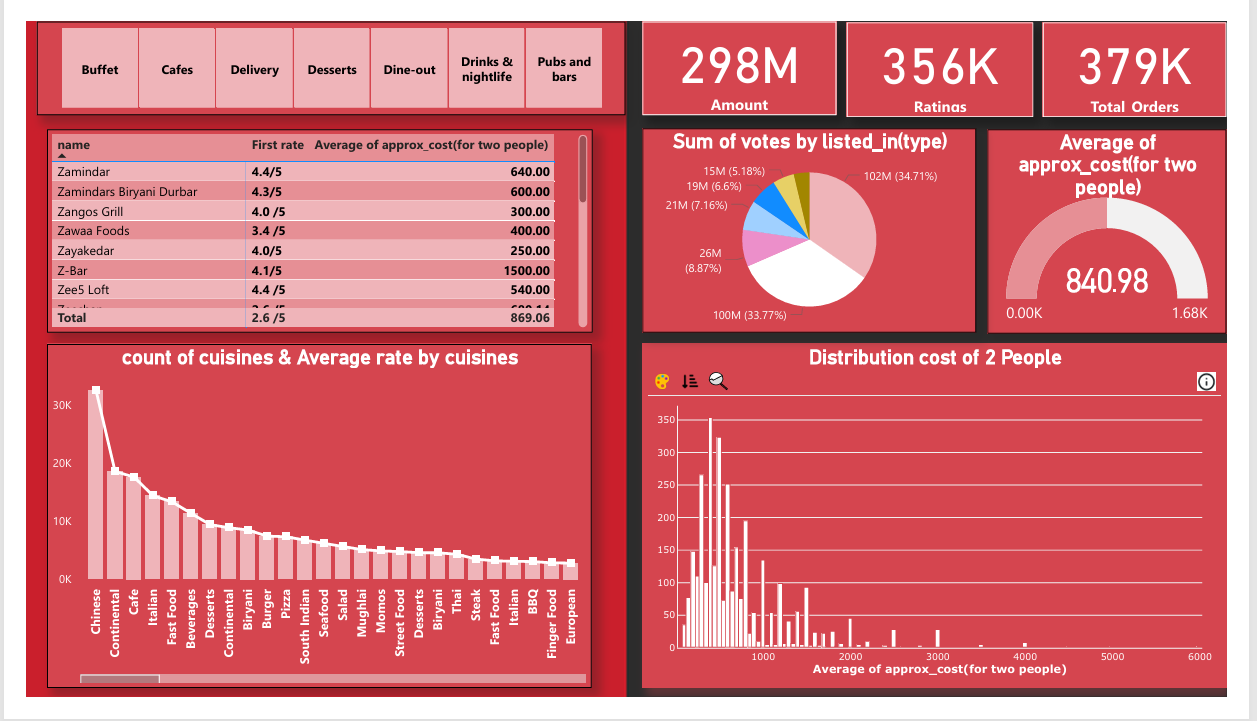 Buffet
Cafes
Delivery
Desserts
Dine-out
Drinks &
nightlife
Pubs and
bars
298M
Amount
356K
Ratings
379K
Total Orders
name First rate Average of approx_cost(for two people)
Zamindar 4.4/5 640.00
Zamindars Biryani Durbar 4.3/5 600.00
Zangos Grill 4.0 /5 300.00
Zawaa Foods 3.4 /5 400.00
Zayakedar 4.0/5 250.00
Z-Bar 4.1/5 1500.00
Zee5 Loft 4.4 /5 540.00
Total 2.6 /5 869.06
Sum of votes by listed_in(type)
15M (5.18%)
19M (6.6%)
21M (7.16%)
26M
(8.87%)
100M (33.77%)
102M (34.71%)
Average of
approx_cost(for two
people)
840.98
0.00K
1.68K
count of cuisines & Average rate by cuisines
30K
20K
10K
0K
Chinese
Continental
Cafe
Italian
Fast Food
Beverages
Desserts
Continental
Biryani
Burger
Pizza
South Indian
Seafood
Salad
Mughlai
Momos
Street Food
Desserts
Biryani
Thai
Steak
Fast Food
Italian
BBQ
Finger Food
European
Distribution cost of 2 People
350
300
250
200
150
100
50
0
1000
2000
3000
4000
5000
6000
Average of approx_cost(for two people)